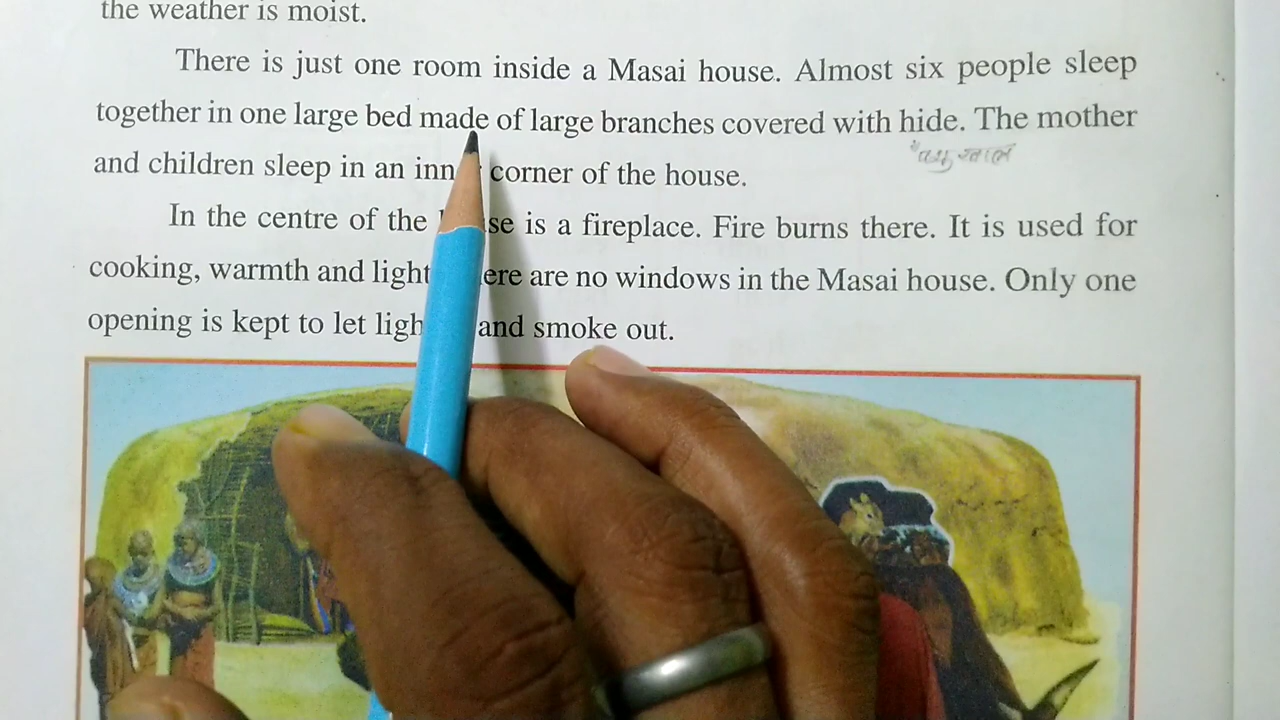 the weather is moist.
There is just one room inside a Masai house. Almost six people sleep
together in one large bed made of large branches covered with hide. The mother
पशु खाल
and children sleep in an inn corner of the house.
In the centre of the se is a fireplace. Fire burns there. It is used for
cooking, warmth and light ere are no windows in the Masai house. Only one
opening is kept to let ligh and smoke out.